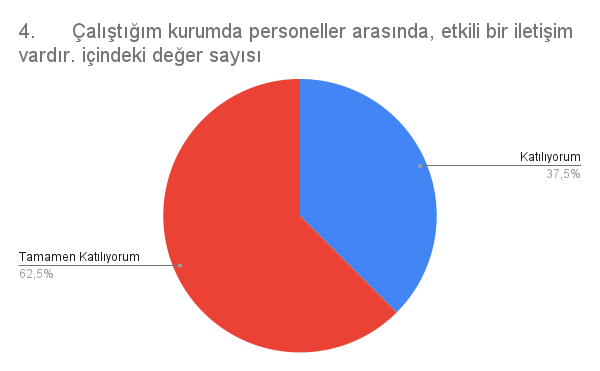 4. Çalıştığım kurumda personeller arasında, etkili bir iletişim
vardır. içindeki değer sayısı
Katılıyorum
37,5%
Tamamen Katılıyorum
62,5%